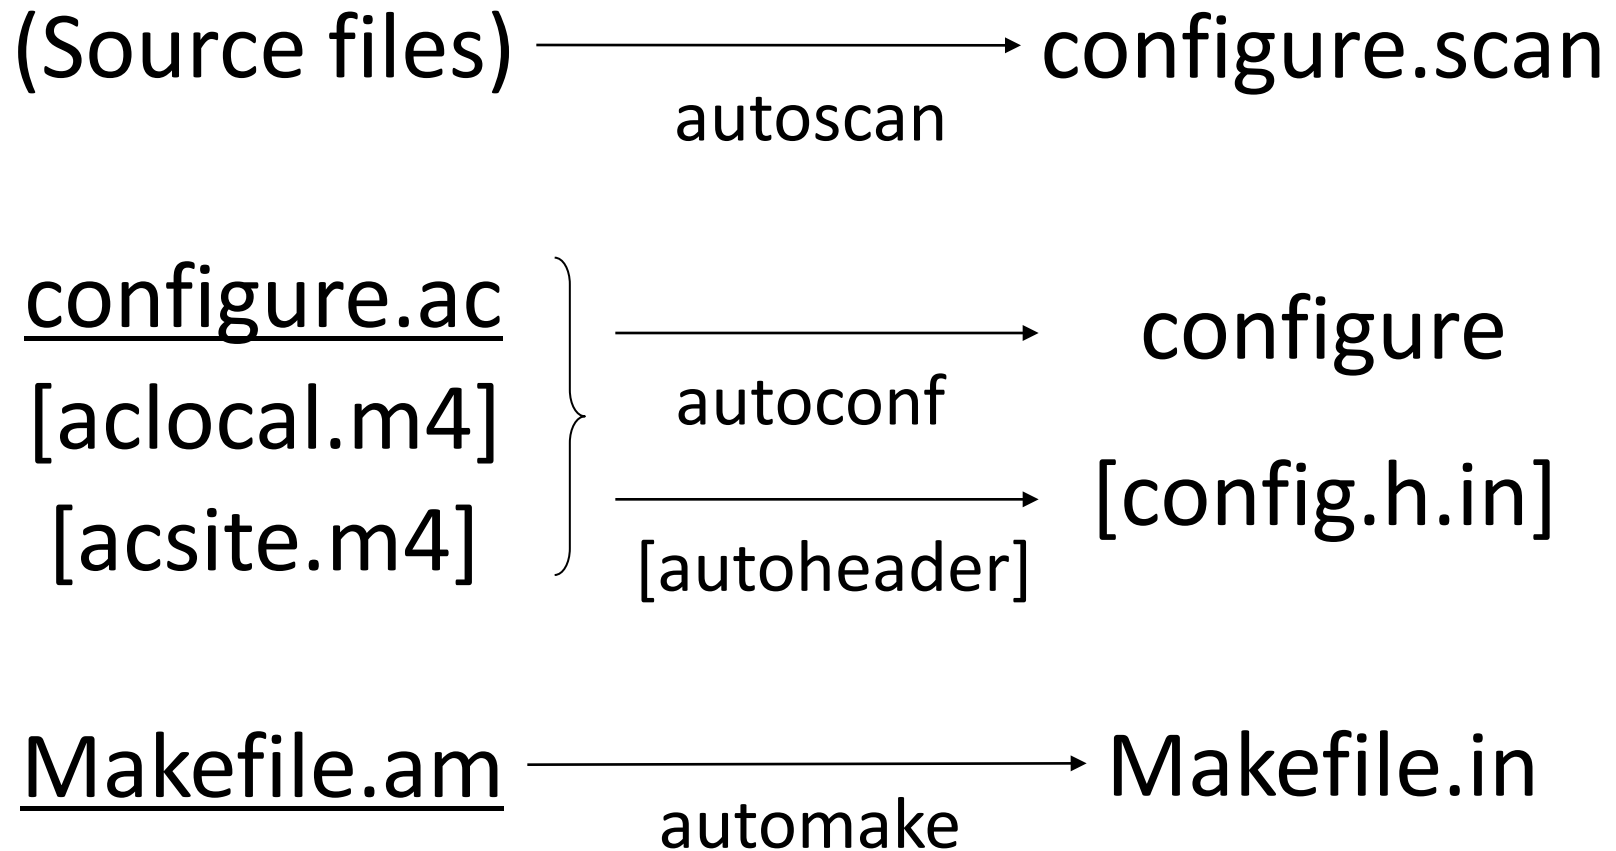 (Source files)
configure.scan
autoscan
configure.ac
[aclocal.m4]
[acsite.m4]
autoconf
configure
[autoheader]
[config.h.in]
Makefile.am
automake
Makefile.in